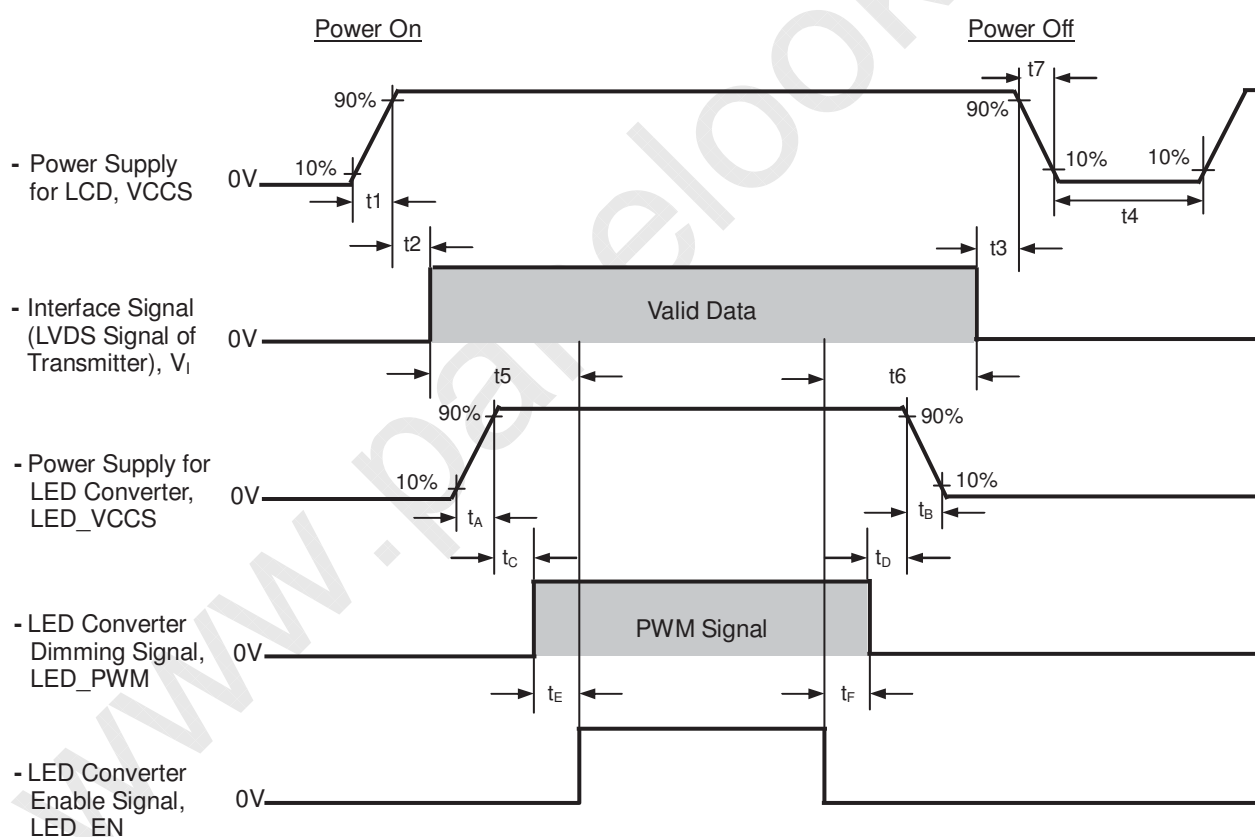 Power On
Power Off
t7
90%
90%
- Power Supply
for LCD, VCCS
0V
10%
10%
10%
t1
t4
t2
t3
- Interface Signal
(LVDS Signal of
Transmitter), VI
0V
Valid Data
t5
t6
90%
90%
- Power Supply for
LED Converter,
LED_VCCS
0V
10%
10%
tA
tB
tC
tD
- LED Converter
Dimming Signal,
LED_PWM
0V
PWM Signal
tE
tF
- LED Converter
Enable Signal,
LED_EN
0V